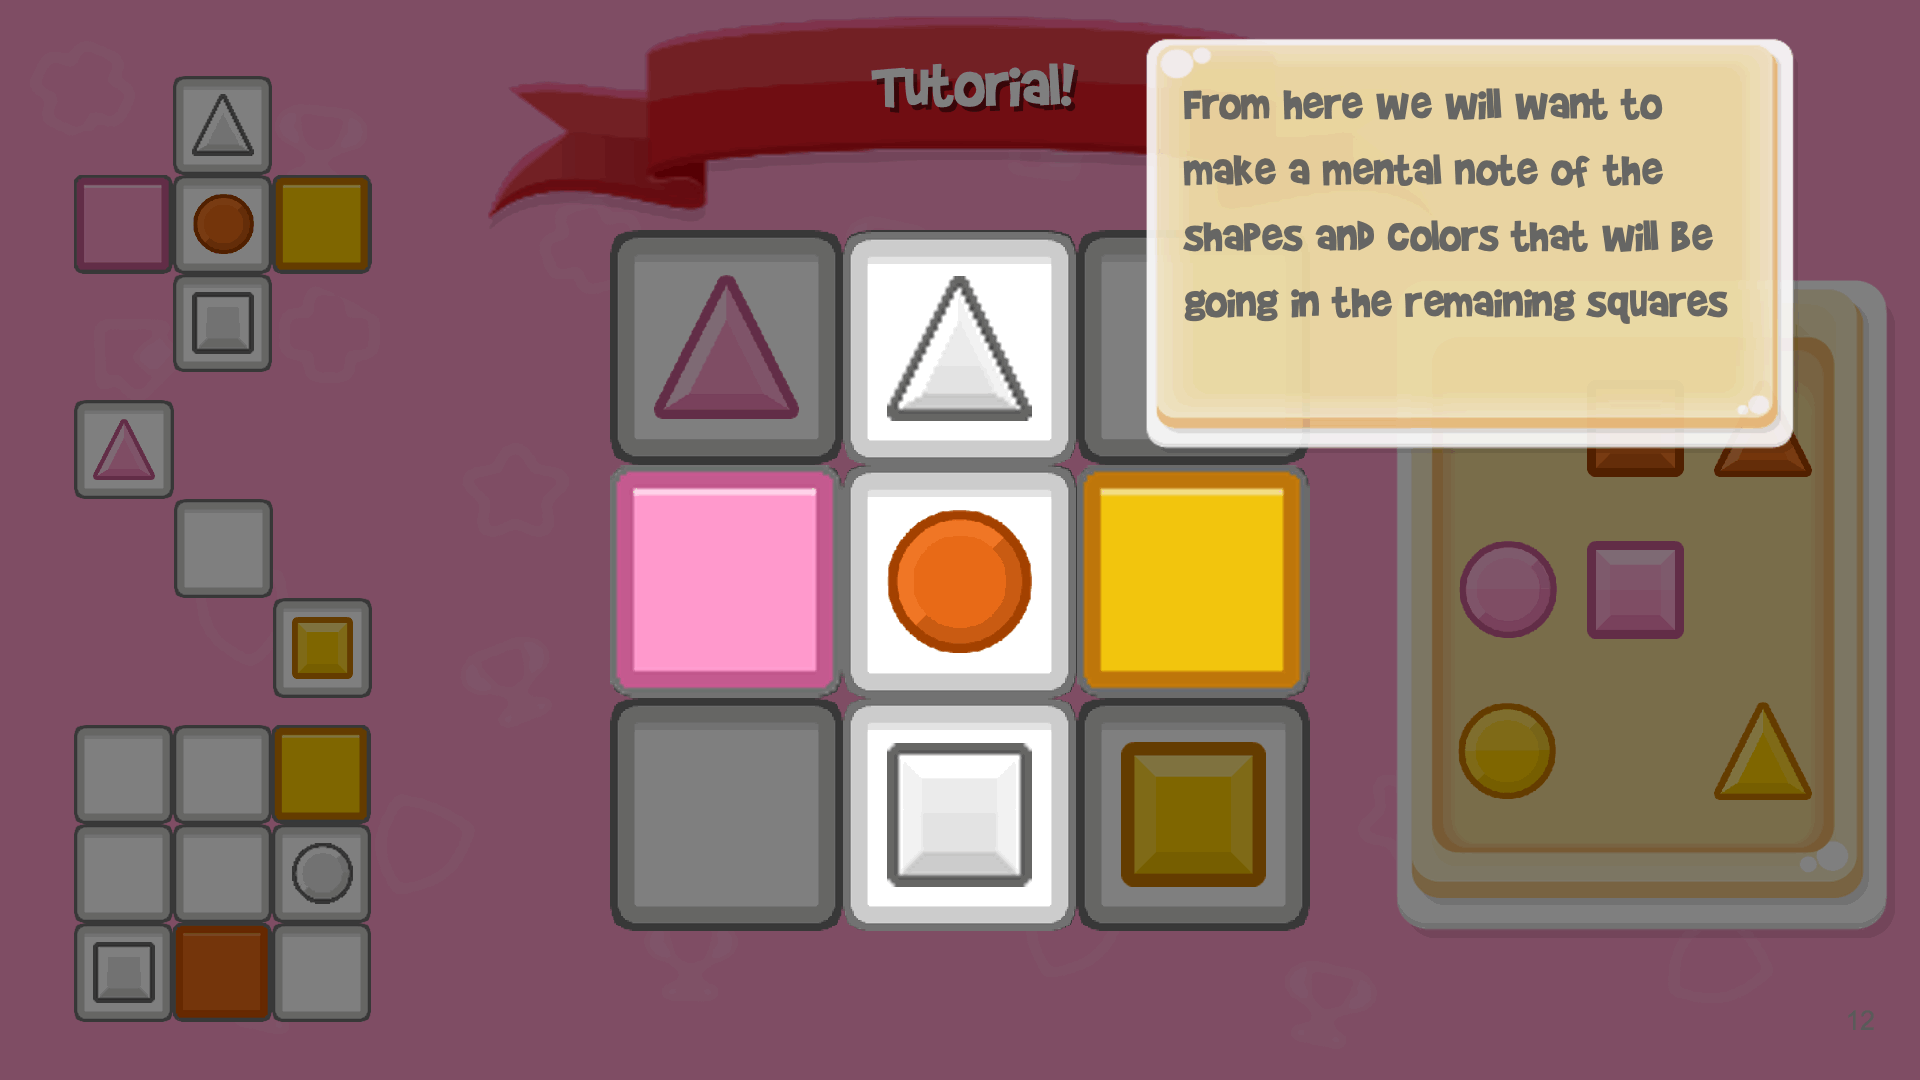 Tutorial!
From here we will want to
make a mental note of the
shapes and colors that will be
going in the remaining squares
12